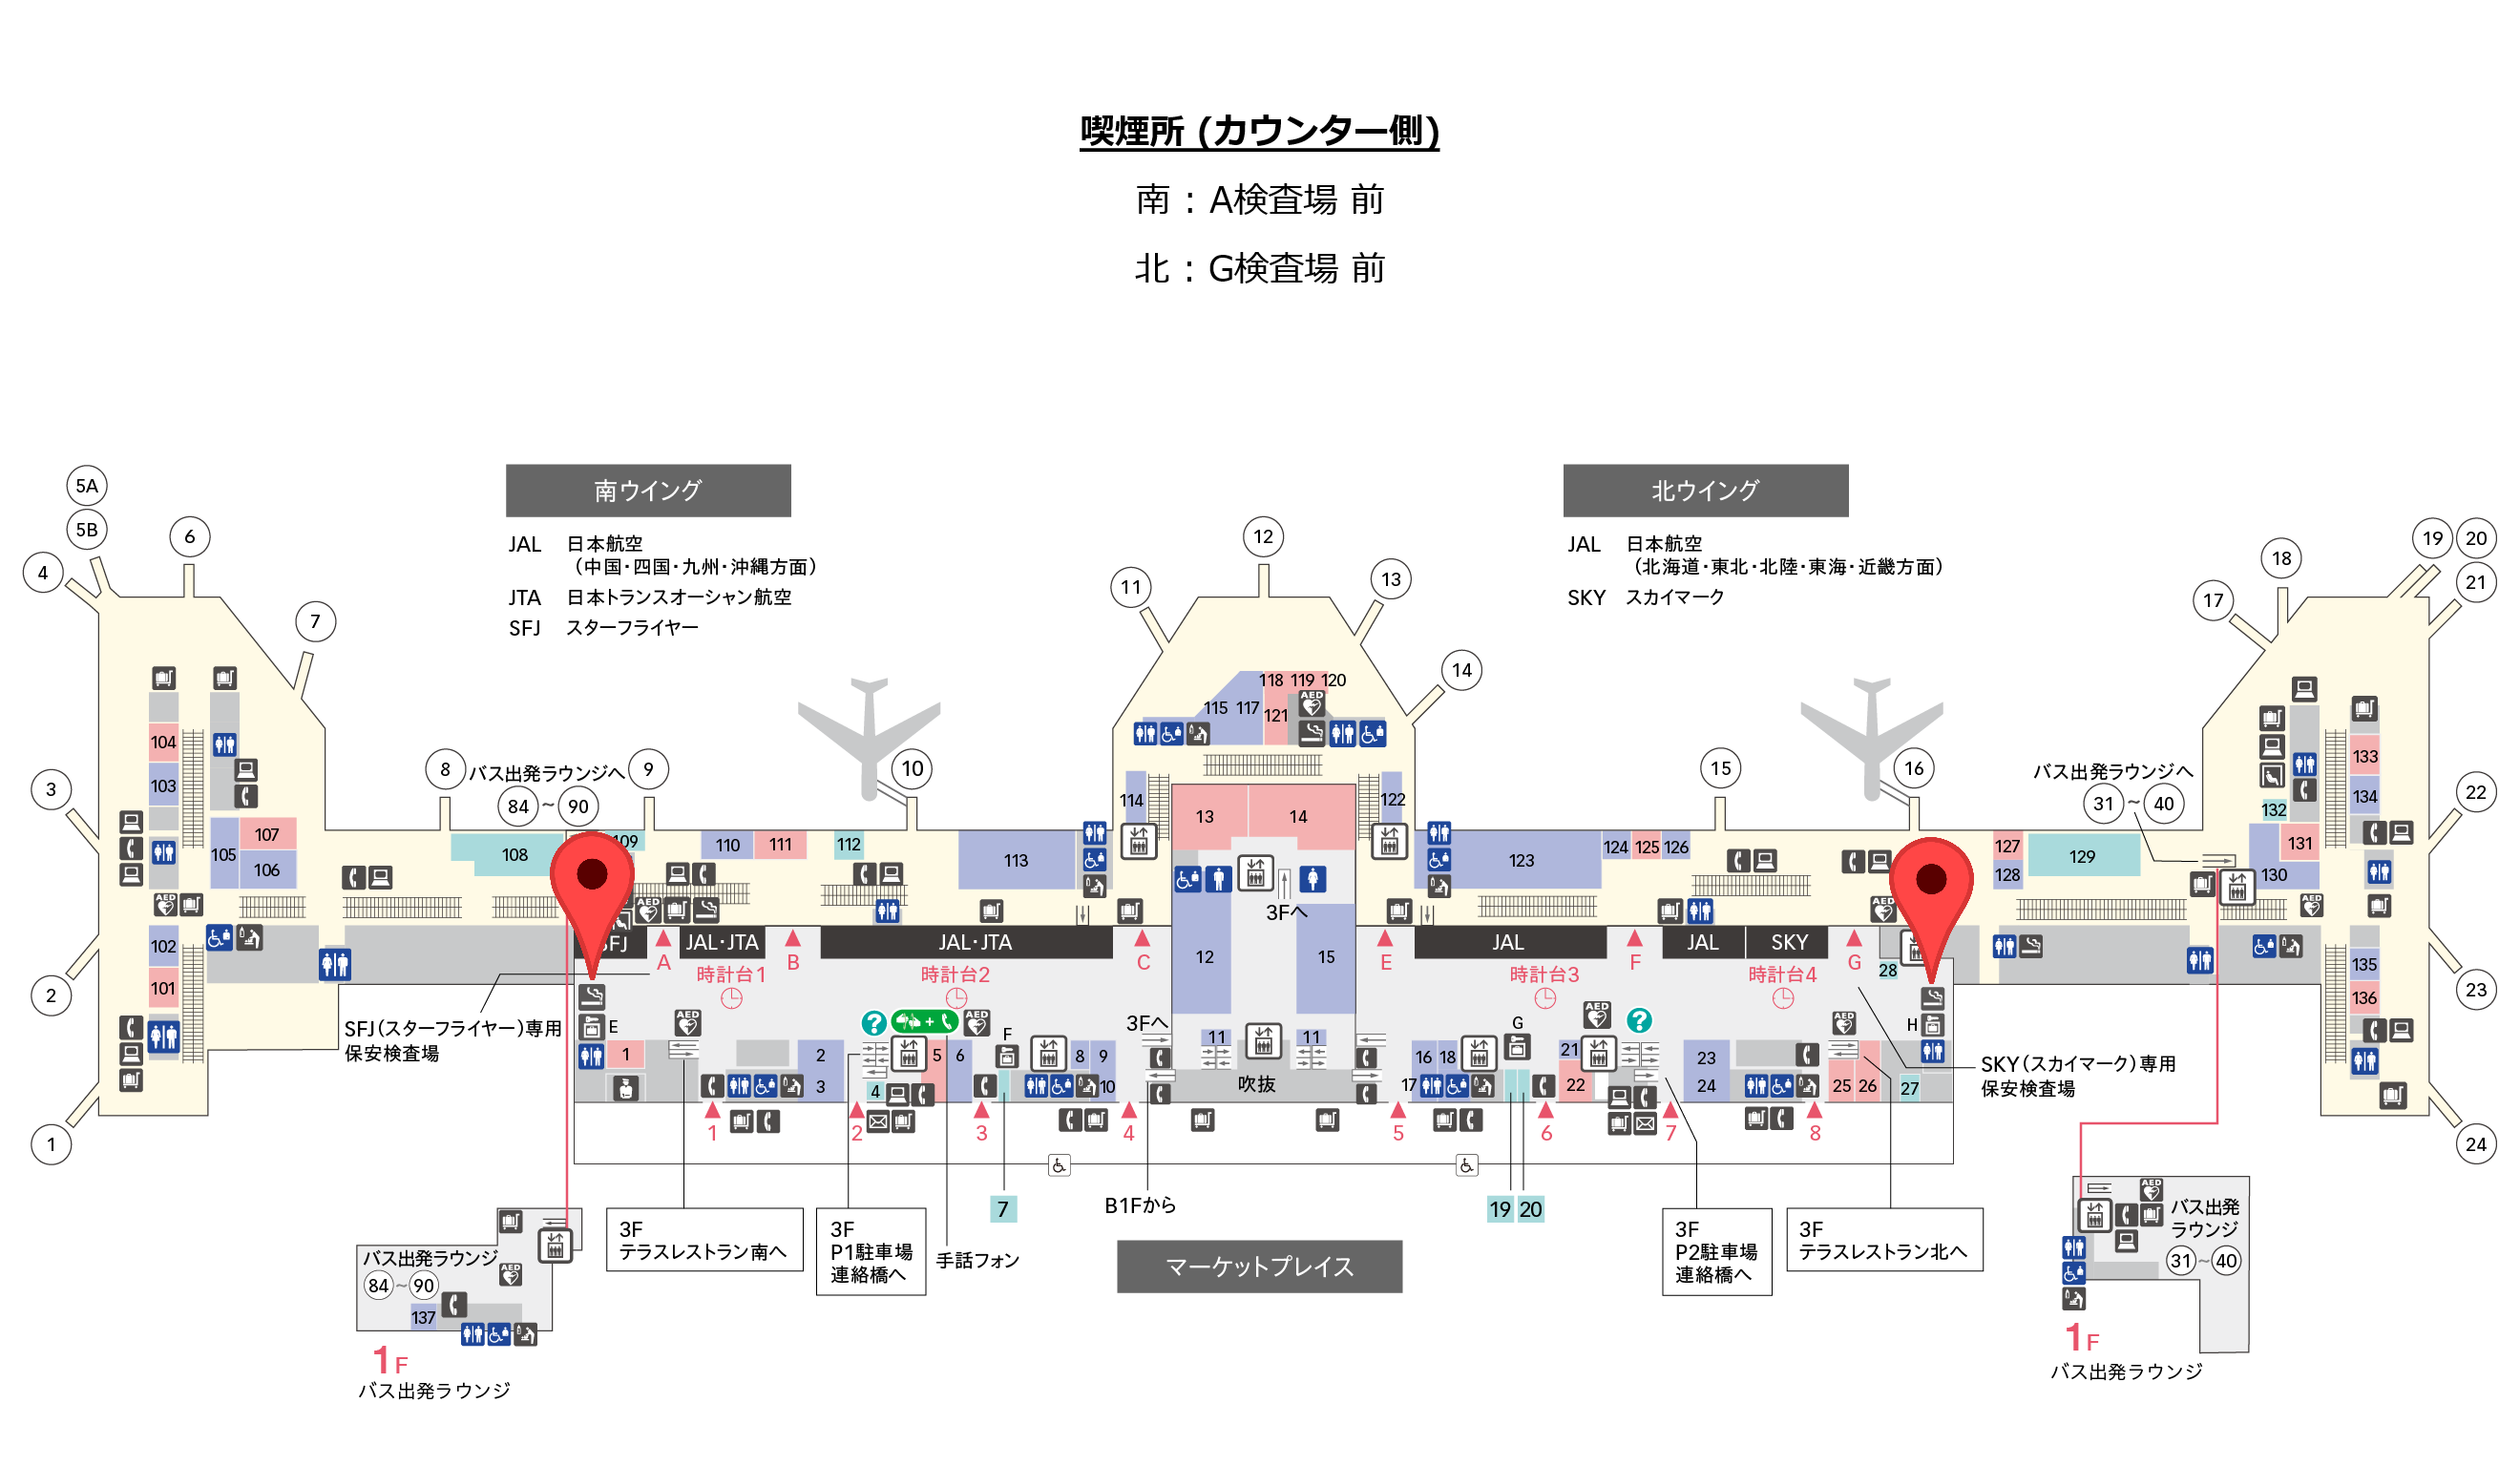 喫煙所 (カウンター側)
南：A検査場 前
北：G検査場 前
南ウイング
JAL 日本航空
（中国・四国・九州・沖縄方面）
JTA 日本トランスオーシャン航空
SFJ スターフライヤー
北ウイング
JAL 日本航空
（北海道・東北・北陸・東海・近畿方面）
SKY スカイマーク
5A
5B
4
6
7
11
12
13
14
17
18
19
20
21
3
8
バス出発ラウンジへ
84 ~ 90
9
10
15
16
バス出発ラウンジへ
31 ~ 40
22
2
1
23
24
104
103
107
105
106
102
101
108
109
110
111
112
113
114
115
117
118
119
120
121
AED
122
123
124
125
126
127
128
129
130
131
132
133
134
135
136
13
14
12
15
3Fへ
11
11
吹抜
SFJ
A
JAL・JTA
B
JAL・JTA
C
E
JAL
F
JAL
SKY
G
時計台1
時計台2
時計台3
時計台4
28
SFJ（スターフライヤー）専用
保安検査場
SKY（スカイマーク）専用
保安検査場
E
1
2
3
4
5
6
F
8
9
10
3Fへ
16
18
17
G
21
22
23
24
25
26
27
H
1
2
3
4
5
6
7
8
7
19
20
B1Fから
手話フォン
3F
テラスレストラン南へ
3F
P1駐車場
連絡橋へ
3F
P2駐車場
連絡橋へ
3F
テラスレストラン北へ
マーケットプレイス
バス出発ラウンジ
84 ~ 90
AED
137
1F
バス出発ラウンジ
AED
バス出発
ラウンジ
31 ~ 40
1F
バス出発ラウンジ